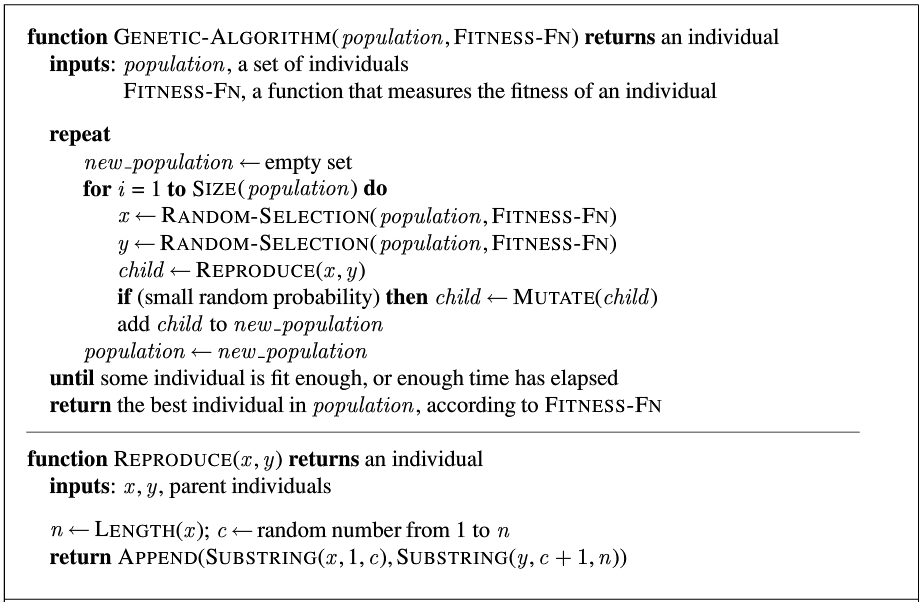 function GENETIC-ALGORITHM(population, FITNESS-FN) returns an individual
inputs: population, a set of individuals
FITNESS-FN, a function that measures the fitness of an individual
repeat
new_population ← empty set
for i = 1 to SIZE(population) do
x ← RANDOM-SELECTION(population, FITNESS-FN)
y ← RANDOM-SELECTION(population, FITNESS-FN)
child ← REPRODUCE(x, y)
if (small random probability) then child ← MUTATE(child)
add child to new_population
population ← new_population
until some individual is fit enough, or enough time has elapsed
return the best individual in population, according to FITNESS-FN
function REPRODUCE(x, y) returns an individual
inputs: x, y, parent individuals
n ← LENGTH(x); c ← random number from 1 to n
return APPEND(SUBSTRING(x, 1, c), SUBSTRING(y, c + 1, n))